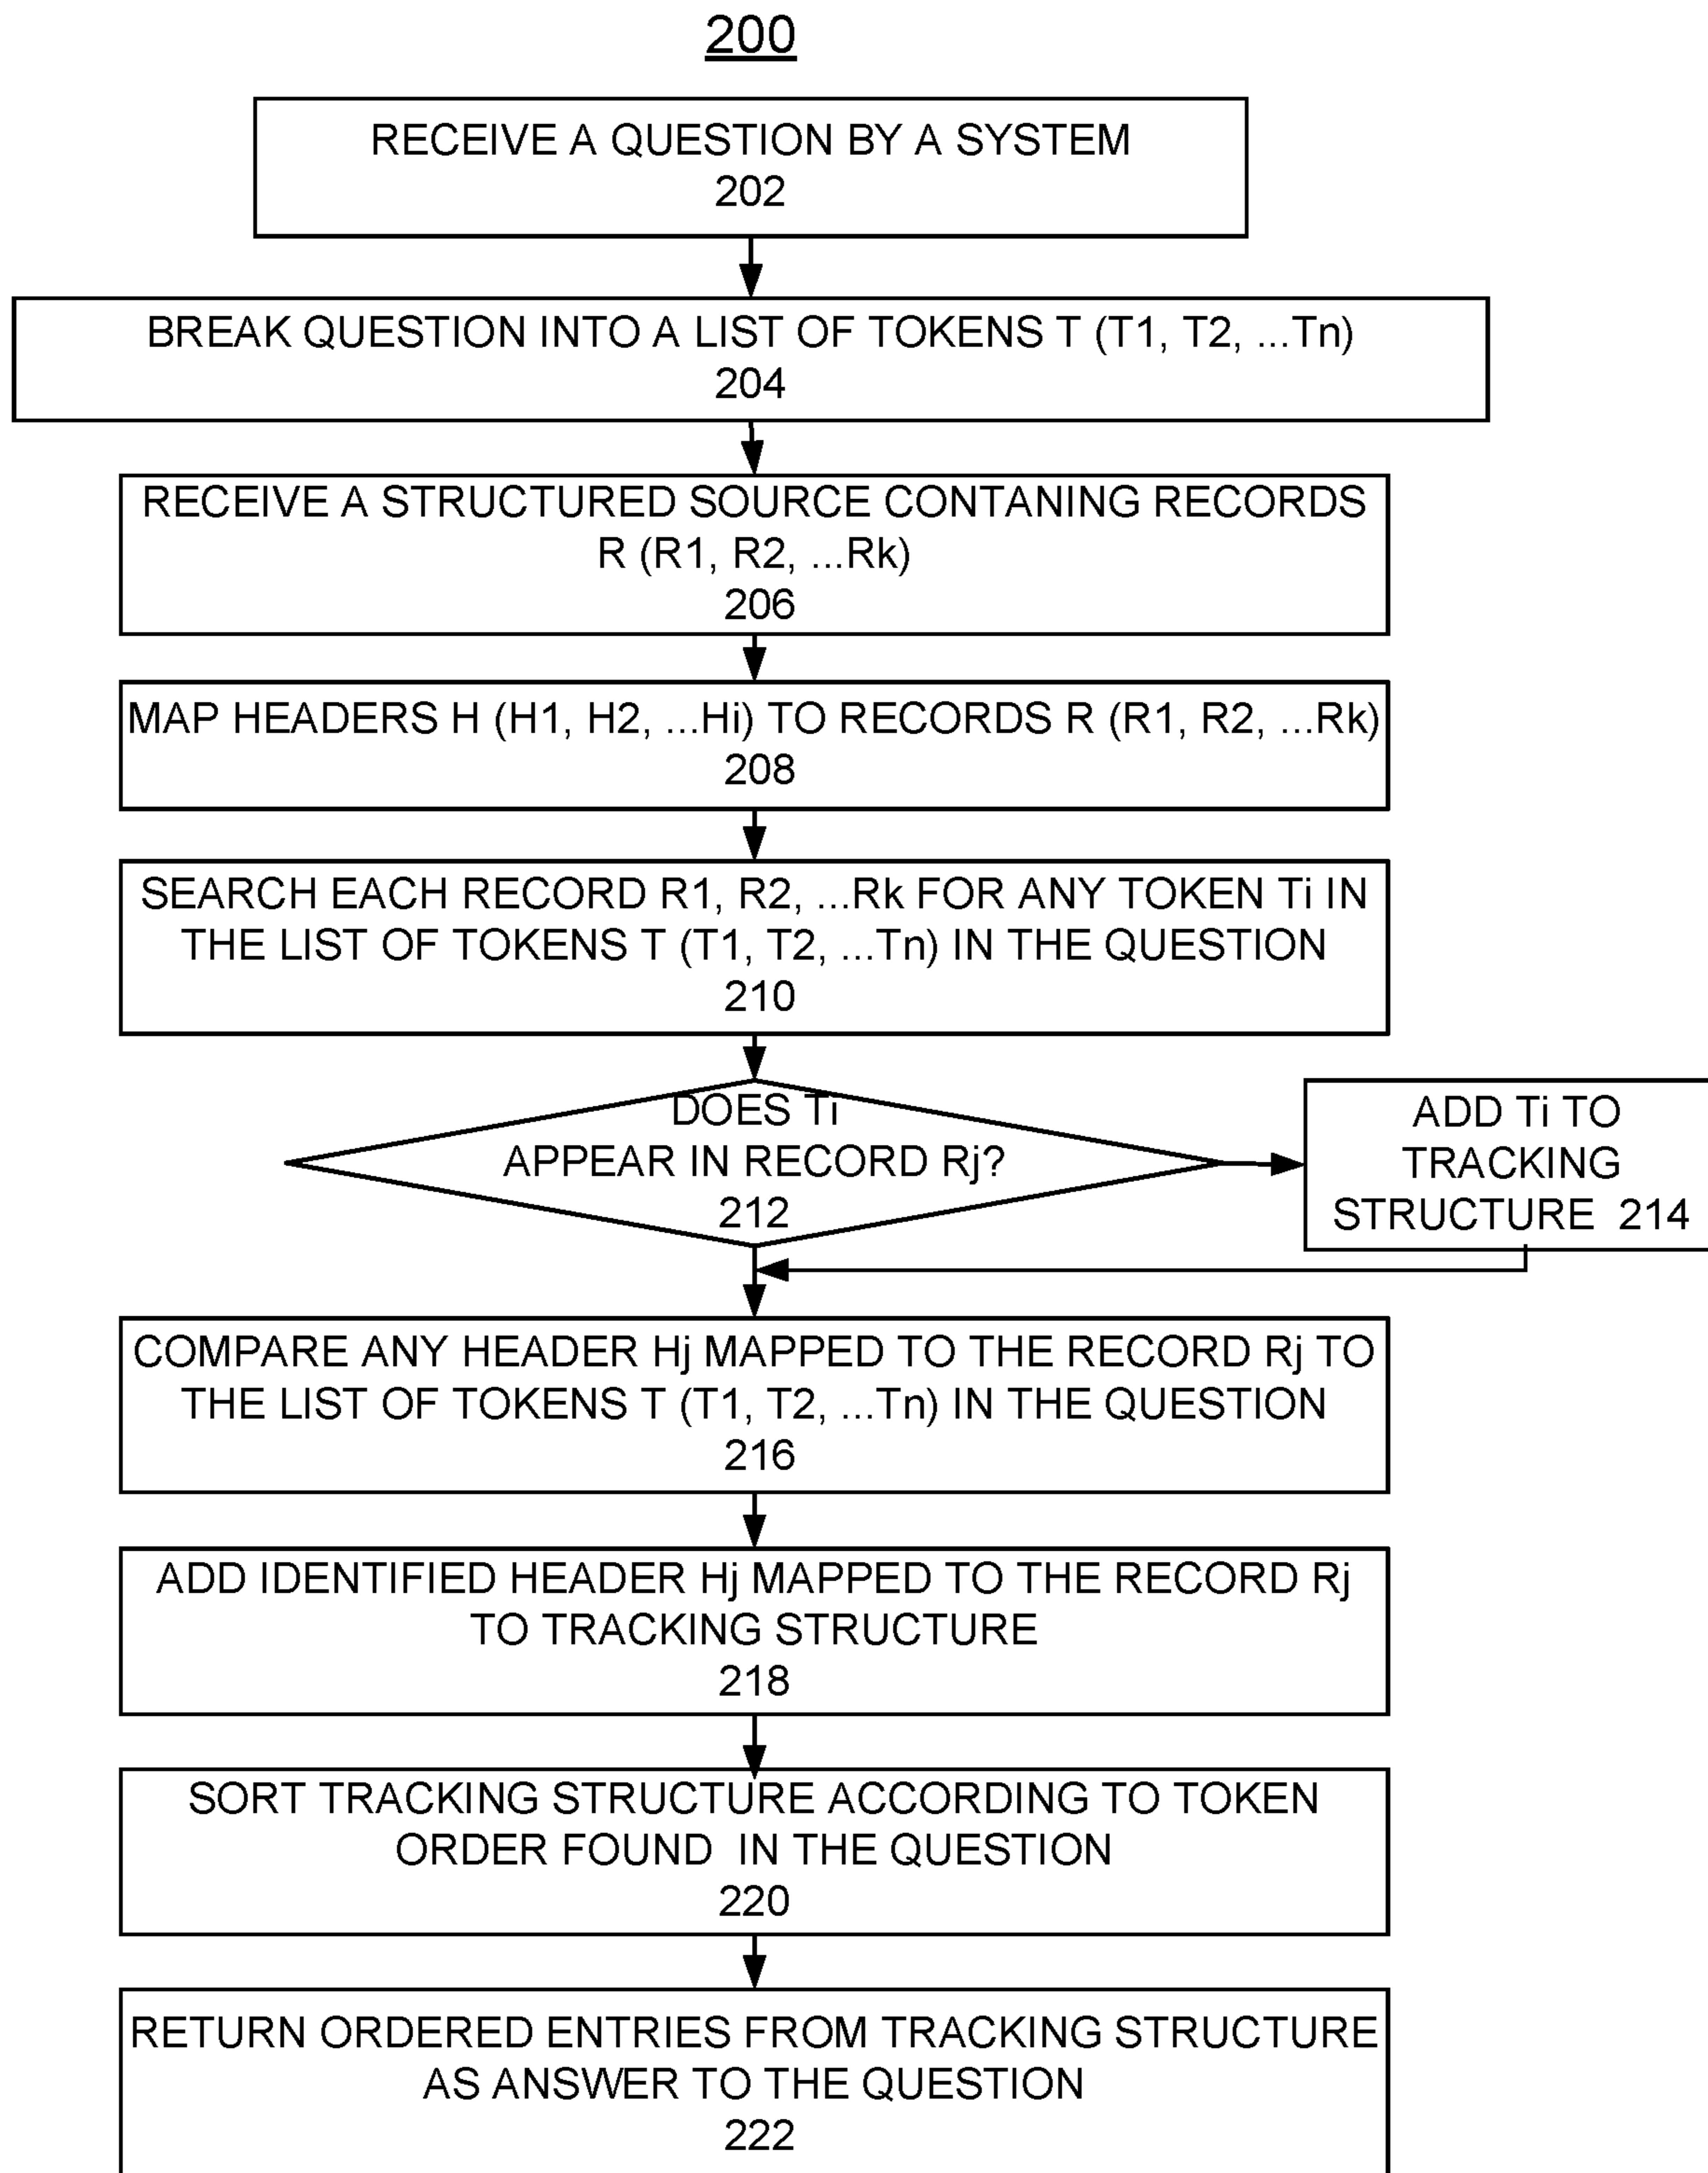 200
RECEIVE A QUESTION BY A SYSTEM
202
BREAK QUESTION INTO A LIST OF TOKENS T (T1, T2, ...Tn)
204
RECEIVE A STRUCTURED SOURCE CONTANING RECORDS
R (R1, R2, ...Rk)
206
MAP HEADERS H (H1, H2, ...Hi) TO RECORDS R (R1, R2, ...Rk)
208
SEARCH EACH RECORD R1, R2, ...Rk FOR ANY TOKEN Ti IN
THE LIST OF TOKENS T (T1, T2, ...Tn) IN THE QUESTION
210
DOES Ti
APPEAR IN RECORD Rj?
212
ADD Ti TO
TRACKING
STRUCTURE 214
COMPARE ANY HEADER Hj MAPPED TO THE RECORD Rj TO
THE LIST OF TOKENS T (T1, T2, ...Tn) IN THE QUESTION
216
ADD IDENTIFIED HEADER Hj MAPPED TO THE RECORD Rj
TO TRACKING STRUCTURE
218
SORT TRACKING STRUCTURE ACCORDING TO TOKEN
ORDER FOUND IN THE QUESTION
220
RETURN ORDERED ENTRIES FROM TRACKING STRUCTURE
AS ANSWER TO THE QUESTION
222